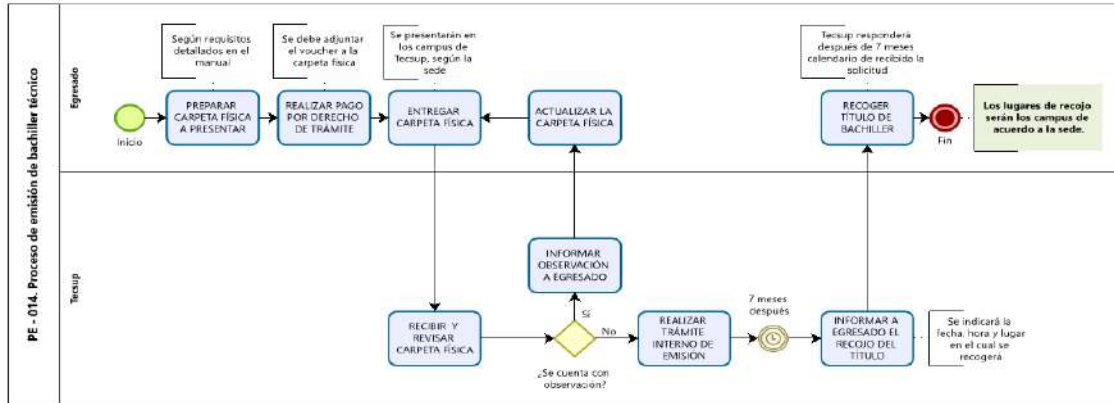 PE - 014. Proceso de emisión de bachiller técnico
Egresado
Según requisitos
detallados en el
manual
Se debe adjuntar
el voucher a la
carpeta física
Se presentarán en
los campus de
Tecsup, según la
sede
Tecsup responderá
después de 7 meses
calendario de recibida la
solicitud
Inicio
PREPARAR
CARPETA FÍSICA
A PRESENTAR
REALIZAR PAGO
POR DERECHO
DE TRÁMITE
ENTREGAR
CARPETA FÍSICA
ACTUALIZAR LA
CARPETA FÍSICA
RECOGER
TÍTULO DE
BACHILLER
Fin
Los lugares de recojo
serán los campus de
acuerdo a la sede.
Tecsup
INFORMAR
OBSERVACIÓN
A EGRESADO
RECIBIR Y
REVISAR
CARPETA FÍSICA
Sí
No
¿Se cuenta con
observación?
REALIZAR
TRÁMITE
INTERNO DE
EMISIÓN
7 meses
después
INFORMAR A
EGRESADO EL
RECOJO DEL
TÍTULO
Se indicará la
fecha, hora y lugar
en el cual se
recogerá